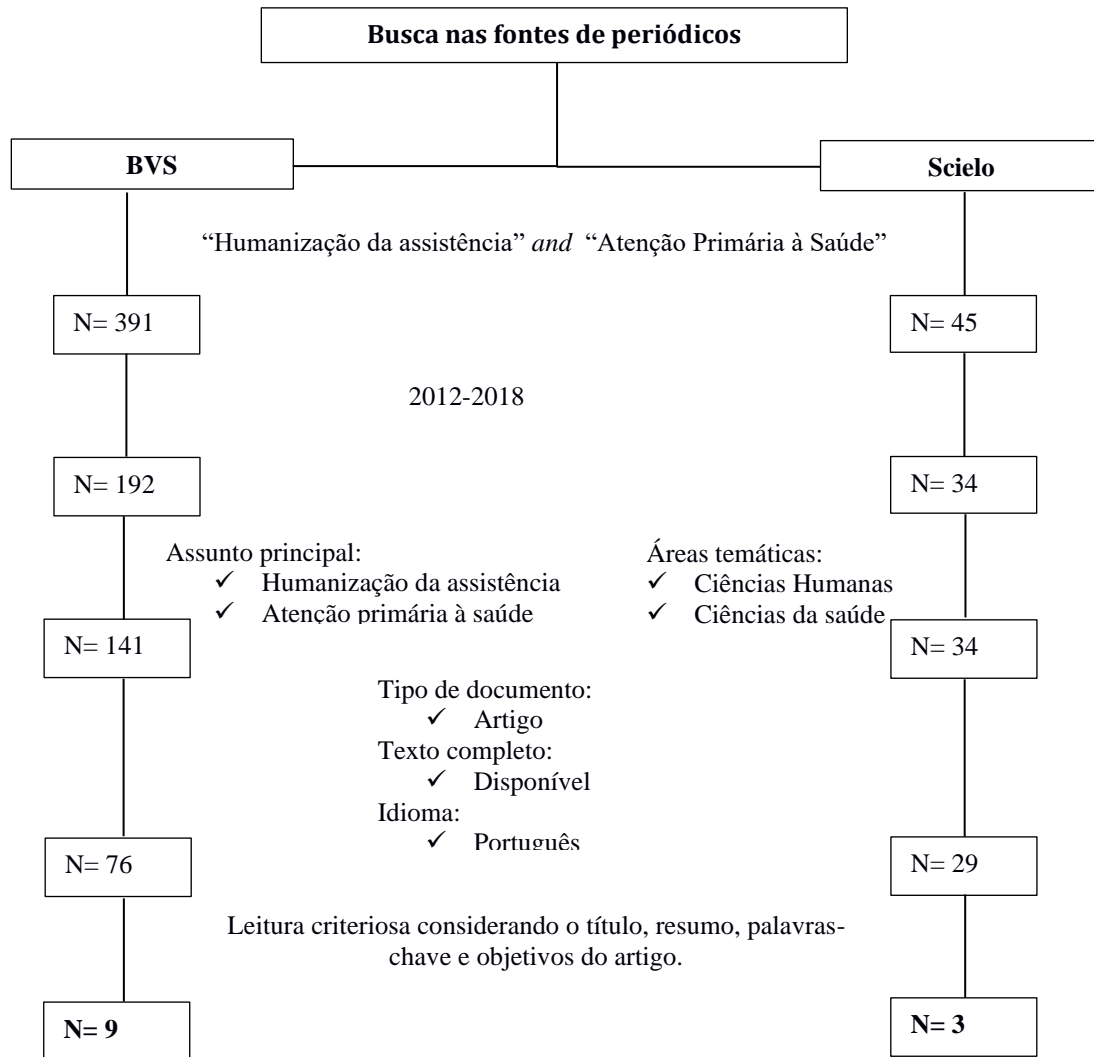 Busca nas fontes de periódicos
BVS
Scielo
“Humanização da assistência” and “Atenção Primária à Saúde”
N= 391
N= 45
2012-2018
N= 192
N= 34
Assunto principal:
✓ Humanização da assistência
✓ Atenção primária à saúde
Áreas temáticas:
✓ Ciências Humanas
✓ Ciências da saúde
N= 141
N= 34
Tipo de documento:
✓ Artigo
Texto completo:
✓ Disponível
Idioma:
✓ Português
N= 76
N= 29
Leitura criteriosa considerando o título, resumo, palavras-
chave e objetivos do artigo.
N= 9
N= 3